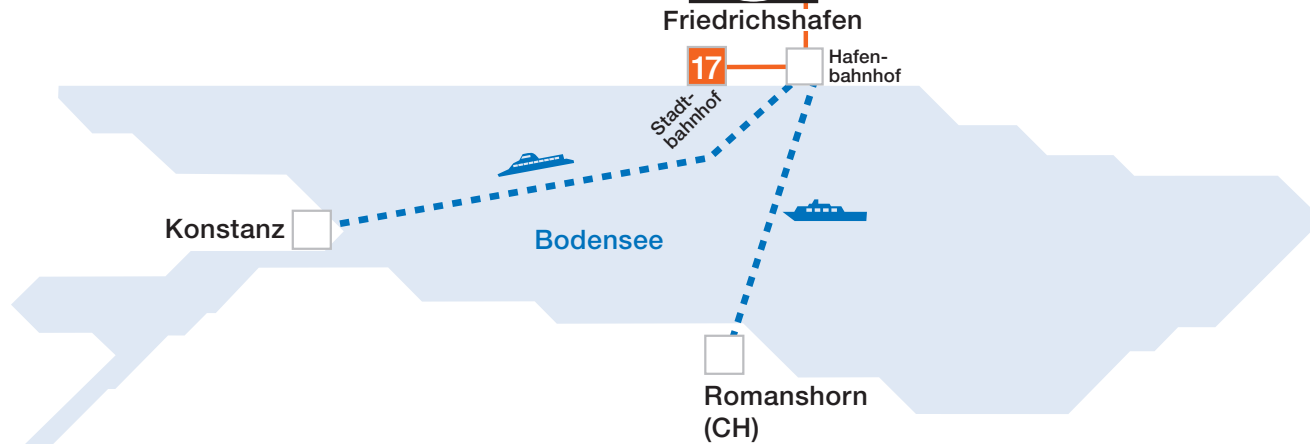 Friedrichshafen
17
Hafen-
bahnhof
Stadt-
bahnhof
Konstanz
Bodensee
Romanshorn
(CH)